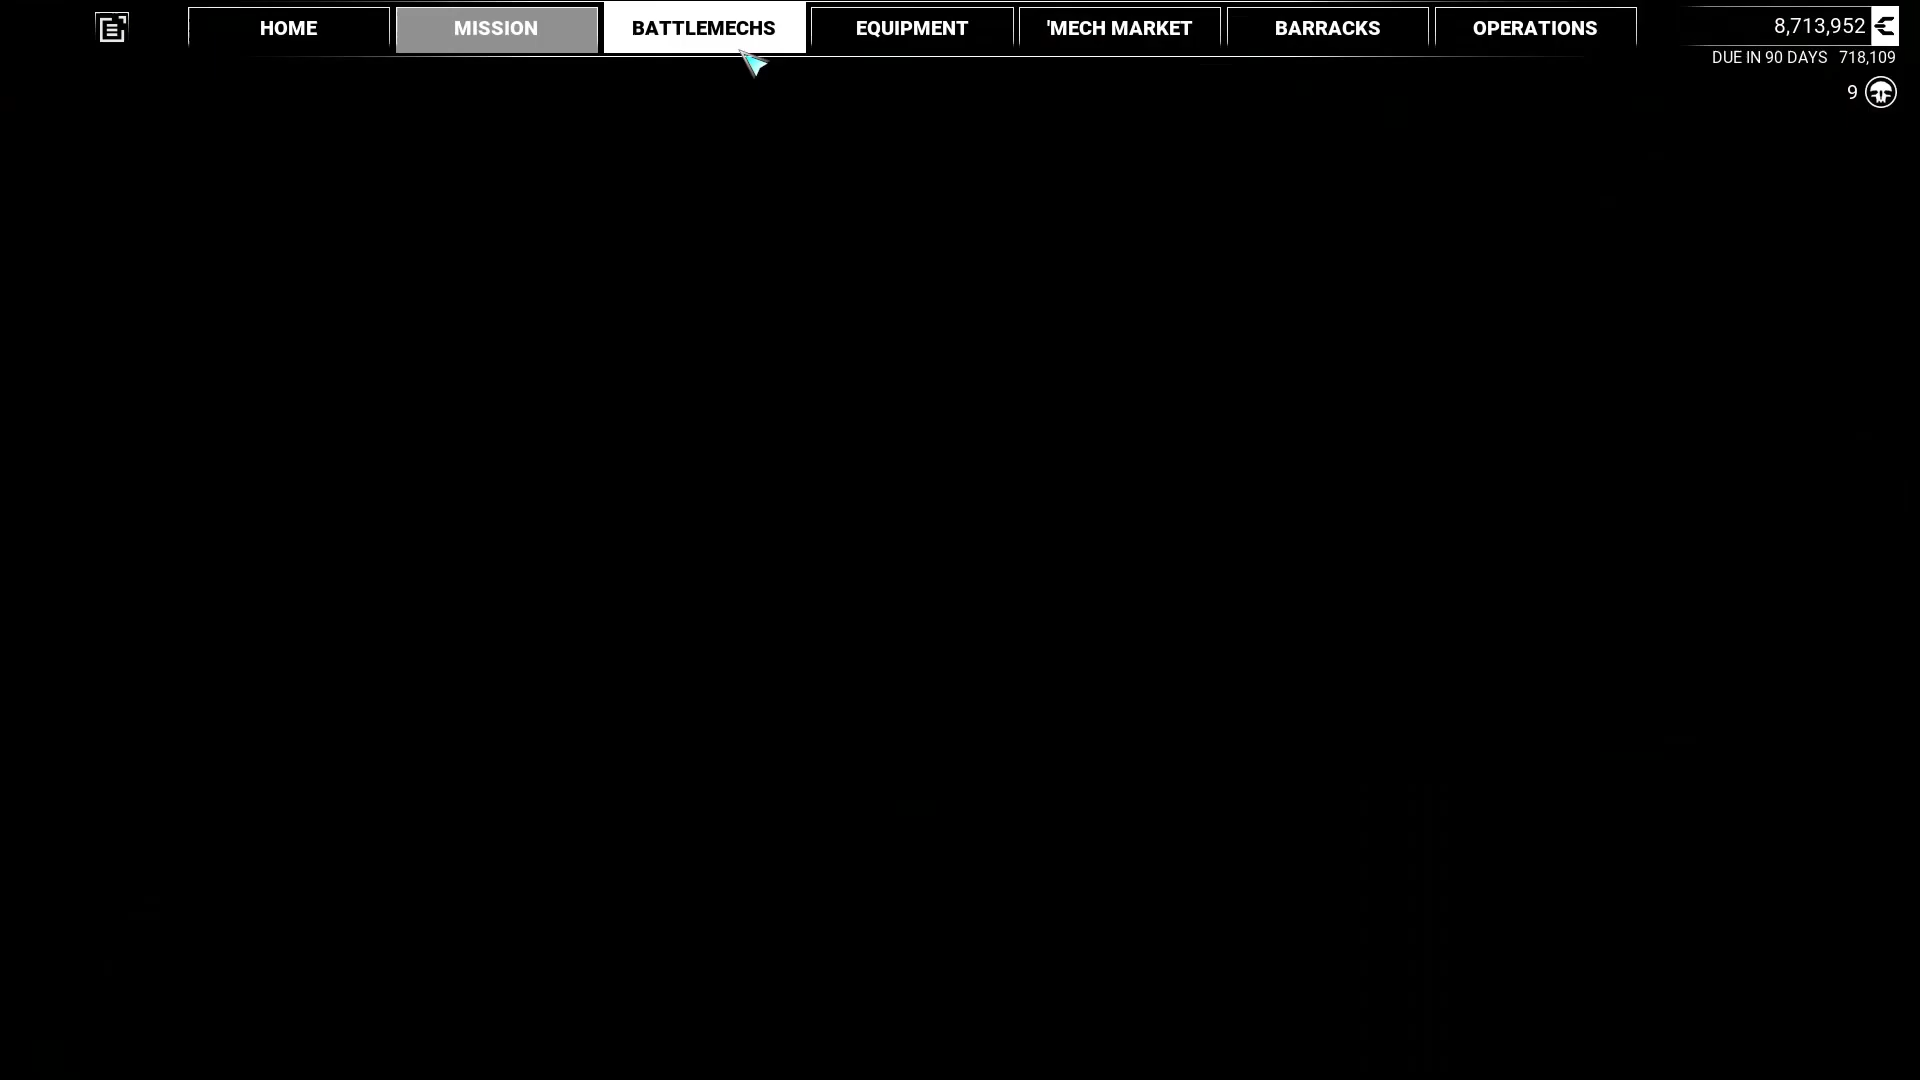 HOME
MISSION
BATTLEMECHS
EQUIPMENT
'MECH MARKET
BARRACKS
OPERATIONS
8,713,952
DUE IN 90 DAYS 718,109
9